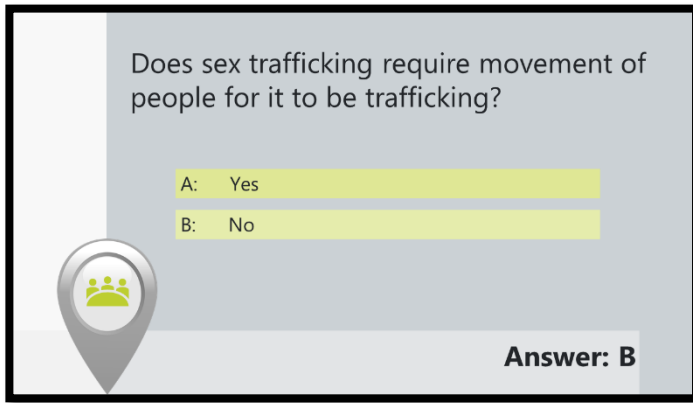 Does sex trafficking require movement of
people for it to be trafficking?
A: Yes
B: No
Answer: B